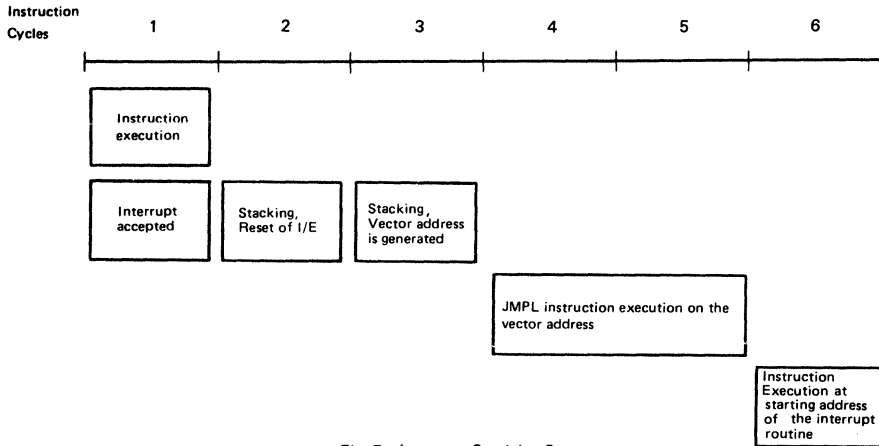 Instruction
Cycles
1 2 3 4 5 6
Instruction
execution
Interrupt
accepted
Stacking,
Reset of I/E
Stacking,
Vector address
is generated
JMPL instruction execution on the
vector address
Instruction
Execution at
starting address
of the interrupt
routine